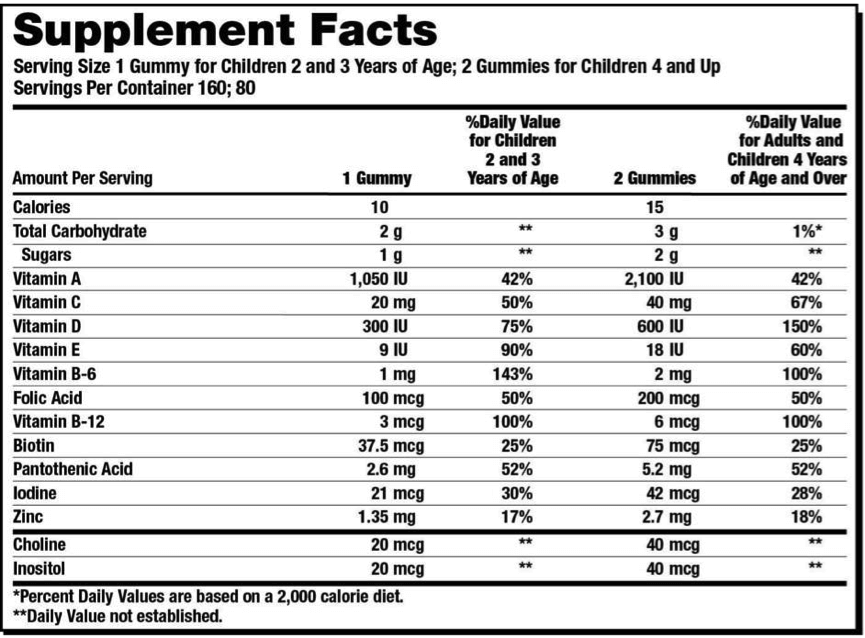 Supplement Facts
Serving Size 1 Gummy for Children 2 and 3 Years of Age; 2 Gummies for Children 4 and Up
Servings Per Container 160; 80
Amount Per Serving 1 Gummy %Daily Value for Children 2 and 3 Years of Age 2 Gummies %Daily Value for Adults and Children 4 Years of Age and Over
Calories 10 15
Total Carbohydrate 2 g ** 3 g 1%*
Sugars 1 g ** 2 g **
Vitamin A 1,050 IU 42% 2,100 IU 42%
Vitamin C 20 mg 50% 40 mg 67%
Vitamin D 300 IU 75% 600 IU 150%
Vitamin E 9 IU 90% 18 IU 60%
Vitamin B-6 1 mg 143% 2 mg 100%
Folic Acid 100 mcg 50% 200 mcg 50%
Vitamin B-12 3 mcg 100% 6 mcg 100%
Biotin 37.5 mcg 25% 75 mcg 25%
Pantothenic Acid 2.6 mg 52% 5.2 mg 52%
Iodine 21 mcg 30% 42 mcg 28%
Zinc 1.35 mg 17% 2.7 mg 18%
Choline 20 mcg ** 40 mcg **
Inositol 20 mcg ** 40 mcg **
*Percent Daily Values are based on a 2,000 calorie diet.
**Daily Value not established.